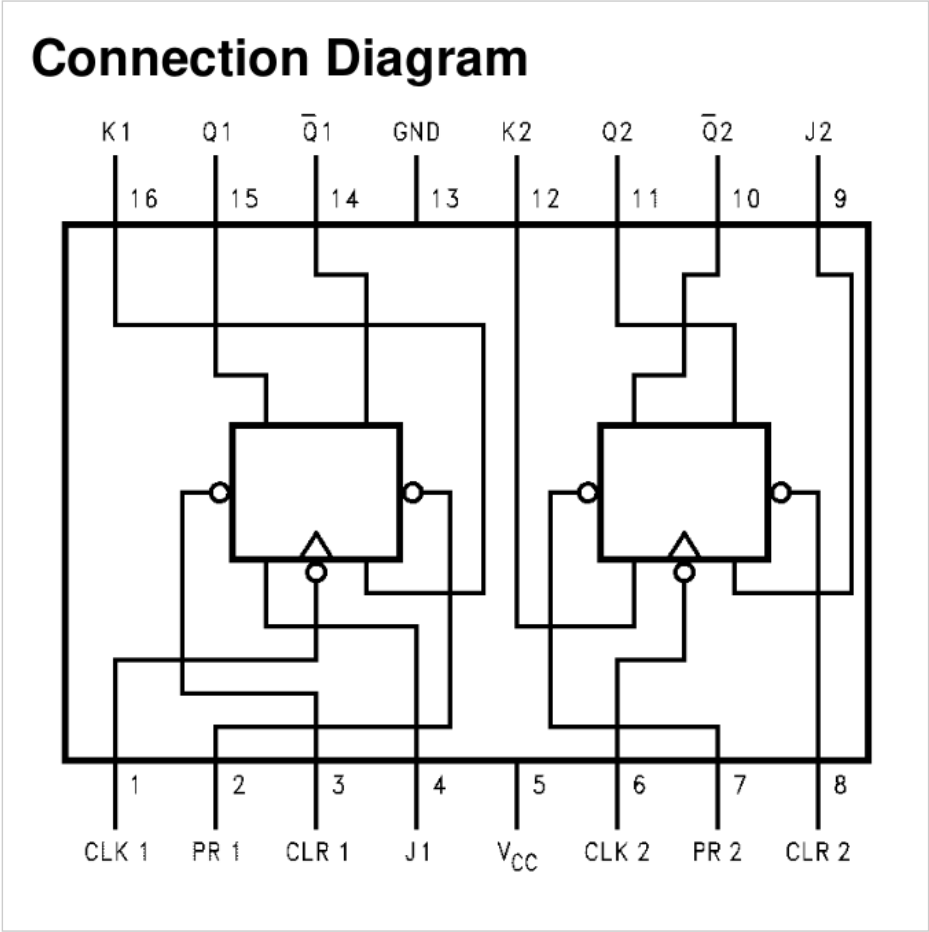 Connection Diagram
K1 Q1 Q̅1 GND K2 Q2 Q̅2 J2
16 15 14 13 12 11 10 9
1 2 3 4 5 6 7 8
CLK 1 PR 1 CLR 1 J1 VCC CLK 2 PR 2 CLR 2